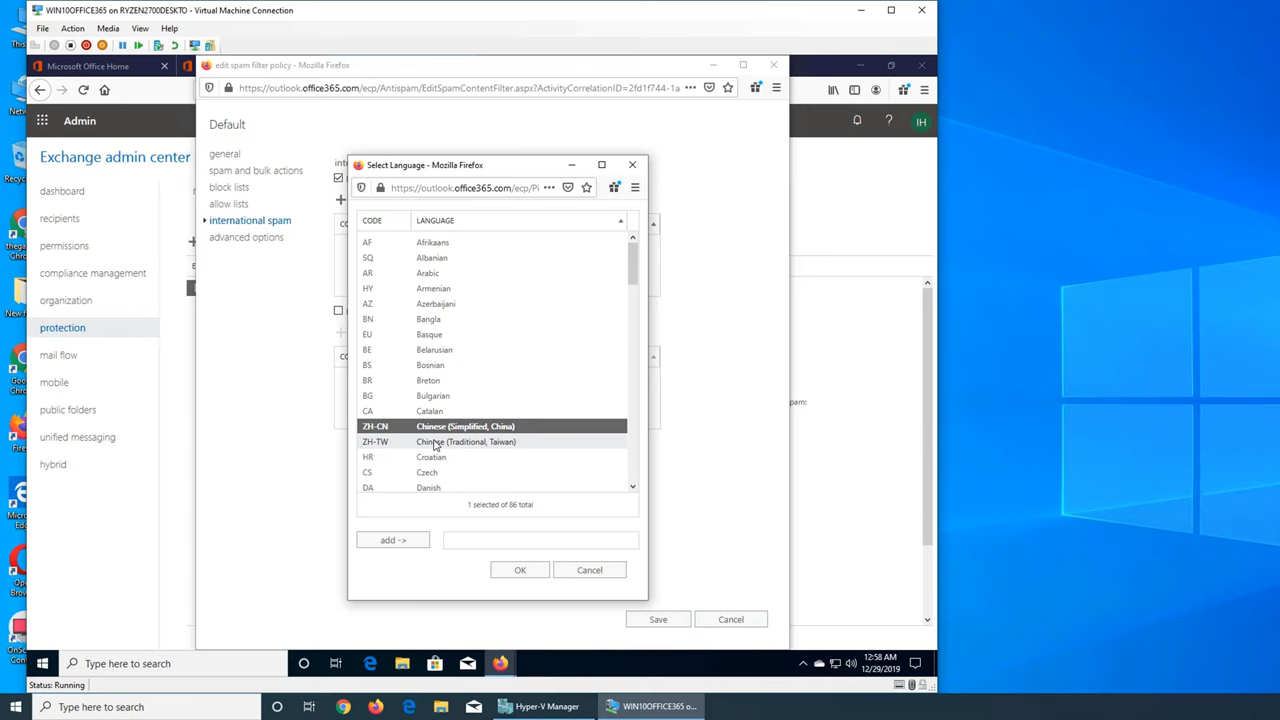 WIN10OFFICE365 on RYZEN2700DESKTO - Virtual Machine Connection
File Action Media View Help
Microsoft Office Home
edit spam filter policy - Mozilla Firefox
https://outlook.office365.com/ecp/Antispam/EditSpamContentFilter.aspx?ActivityCorrelationID=2fd1f744-1a
Admin
IH
Exchange admin center
dashboard
recipients
permissions
compliance management
organization
protection
mail flow
mobile
public folders
unified messaging
hybrid
Default
general
spam and bulk actions
block lists
allow lists
international spam
advanced options
Select Language - Mozilla Firefox
https://outlook.office365.com/ecp/Pi
CODE LANGUAGE
AF Afrikaans
SQ Albanian
AR Arabic
HY Armenian
AZ Azerbaijani
BN Bangla
EU Basque
BE Belarusian
BS Bosnian
BR Breton
BG Bulgarian
CA Catalan
ZH-CN Chinese (Simplified, China)
ZH-TW Chinese (Traditional, Taiwan)
HR Croatian
CS Czech
DA Danish
1 selected of 86 total
add ->
OK Cancel
Save Cancel
pam:
Type here to search
12:58 AM
12/29/2019
Status: Running
Type here to search
Hyper-V Manager
WIN10OFFICE365 o...